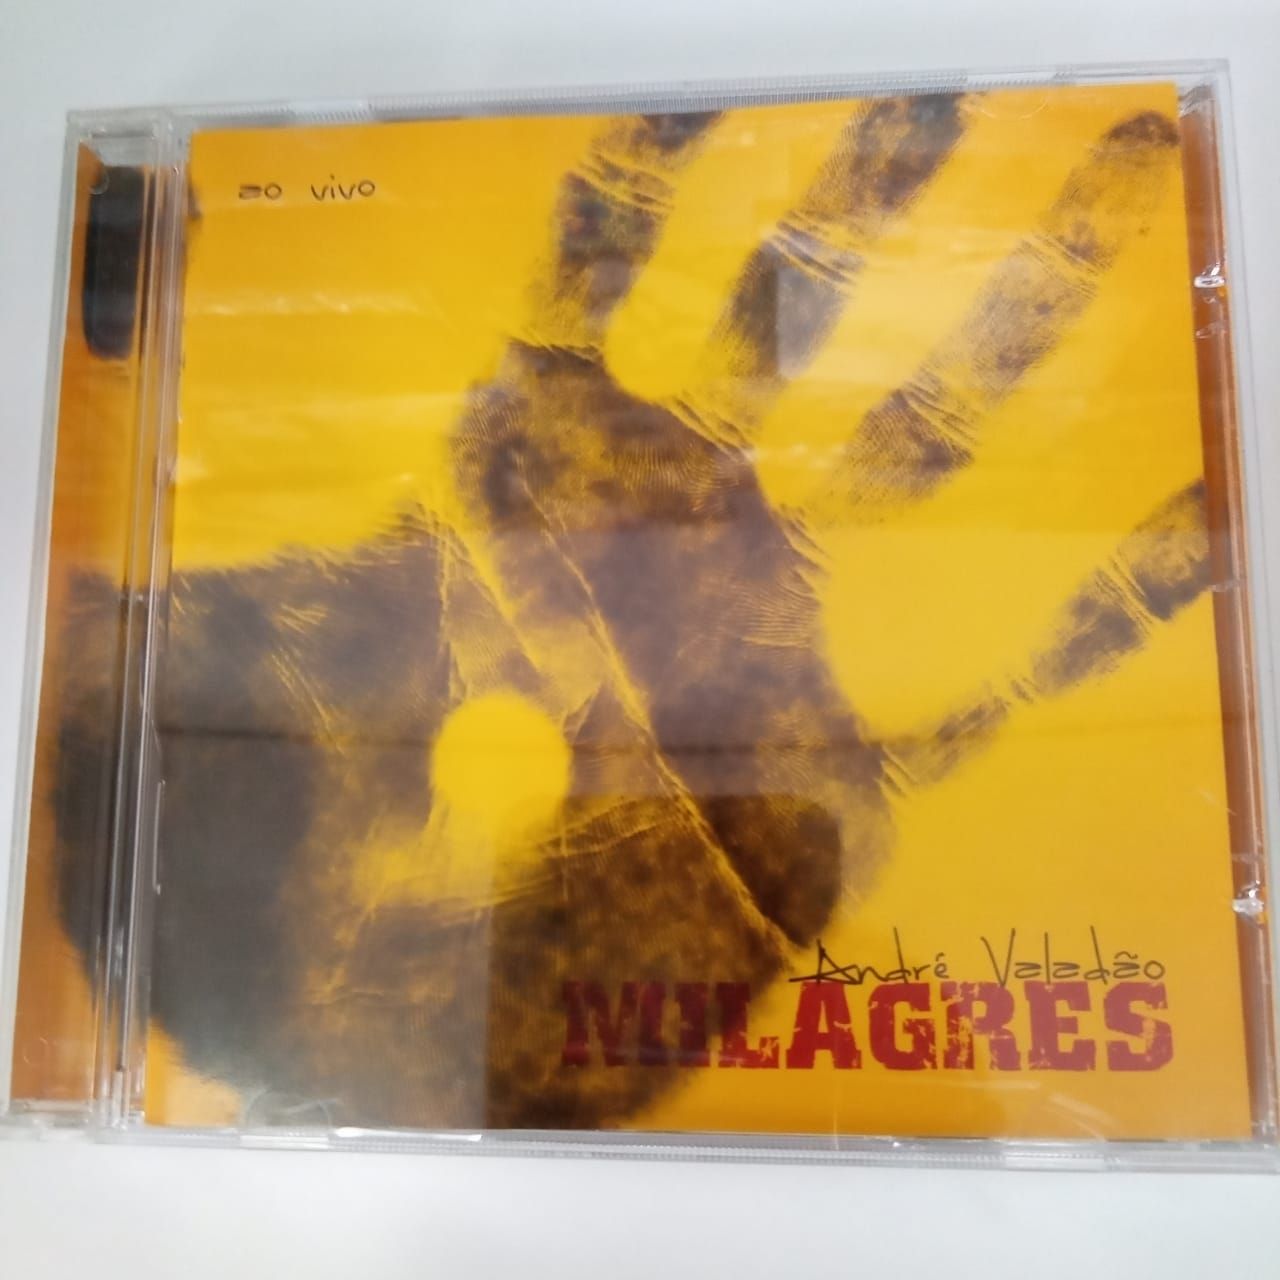 ao vivo
André Valadão
MILAGRES